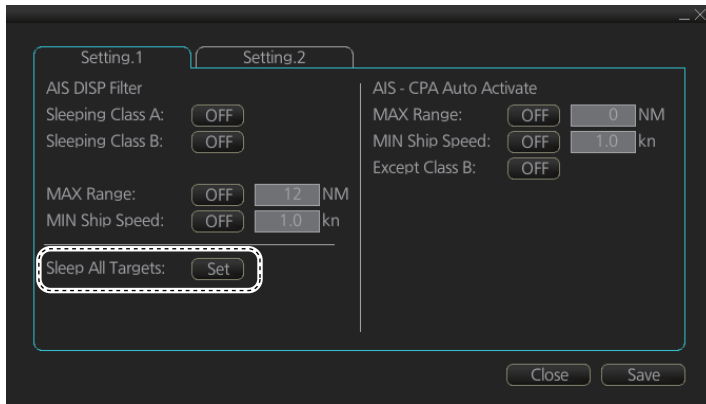 Setting.1
Setting.2
AIS DISP Filter
Sleeping Class A: OFF
Sleeping Class B: OFF
MAX Range: OFF 12 NM
MIN Ship Speed: OFF 1.0 kn
Sleep All Targets: Set
AIS - CPA Auto Activate
MAX Range: OFF 0 NM
MIN Ship Speed: OFF 1.0 kn
Except Class B: OFF
Close
Save